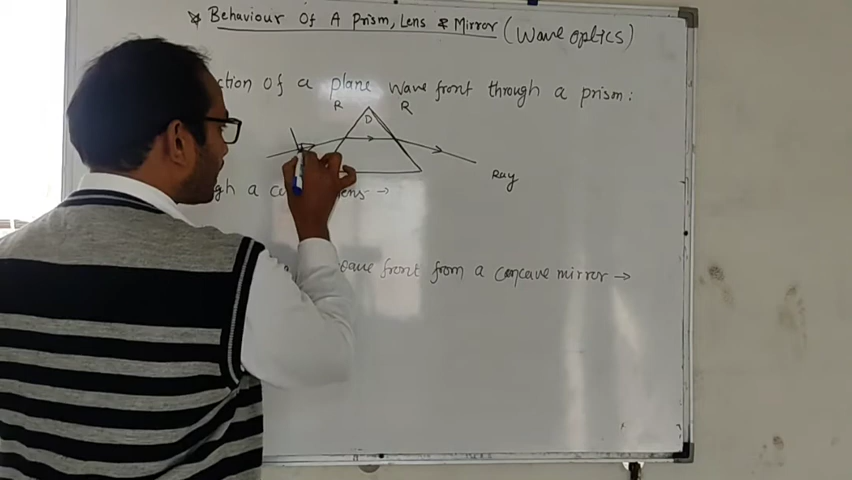 * Behaviour Of A Prism, Lens & Mirror (Wave optics)
ction of a plane wave front through a prism:
R R
D
Ray
gh a lens →
wave front from a concave mirror →